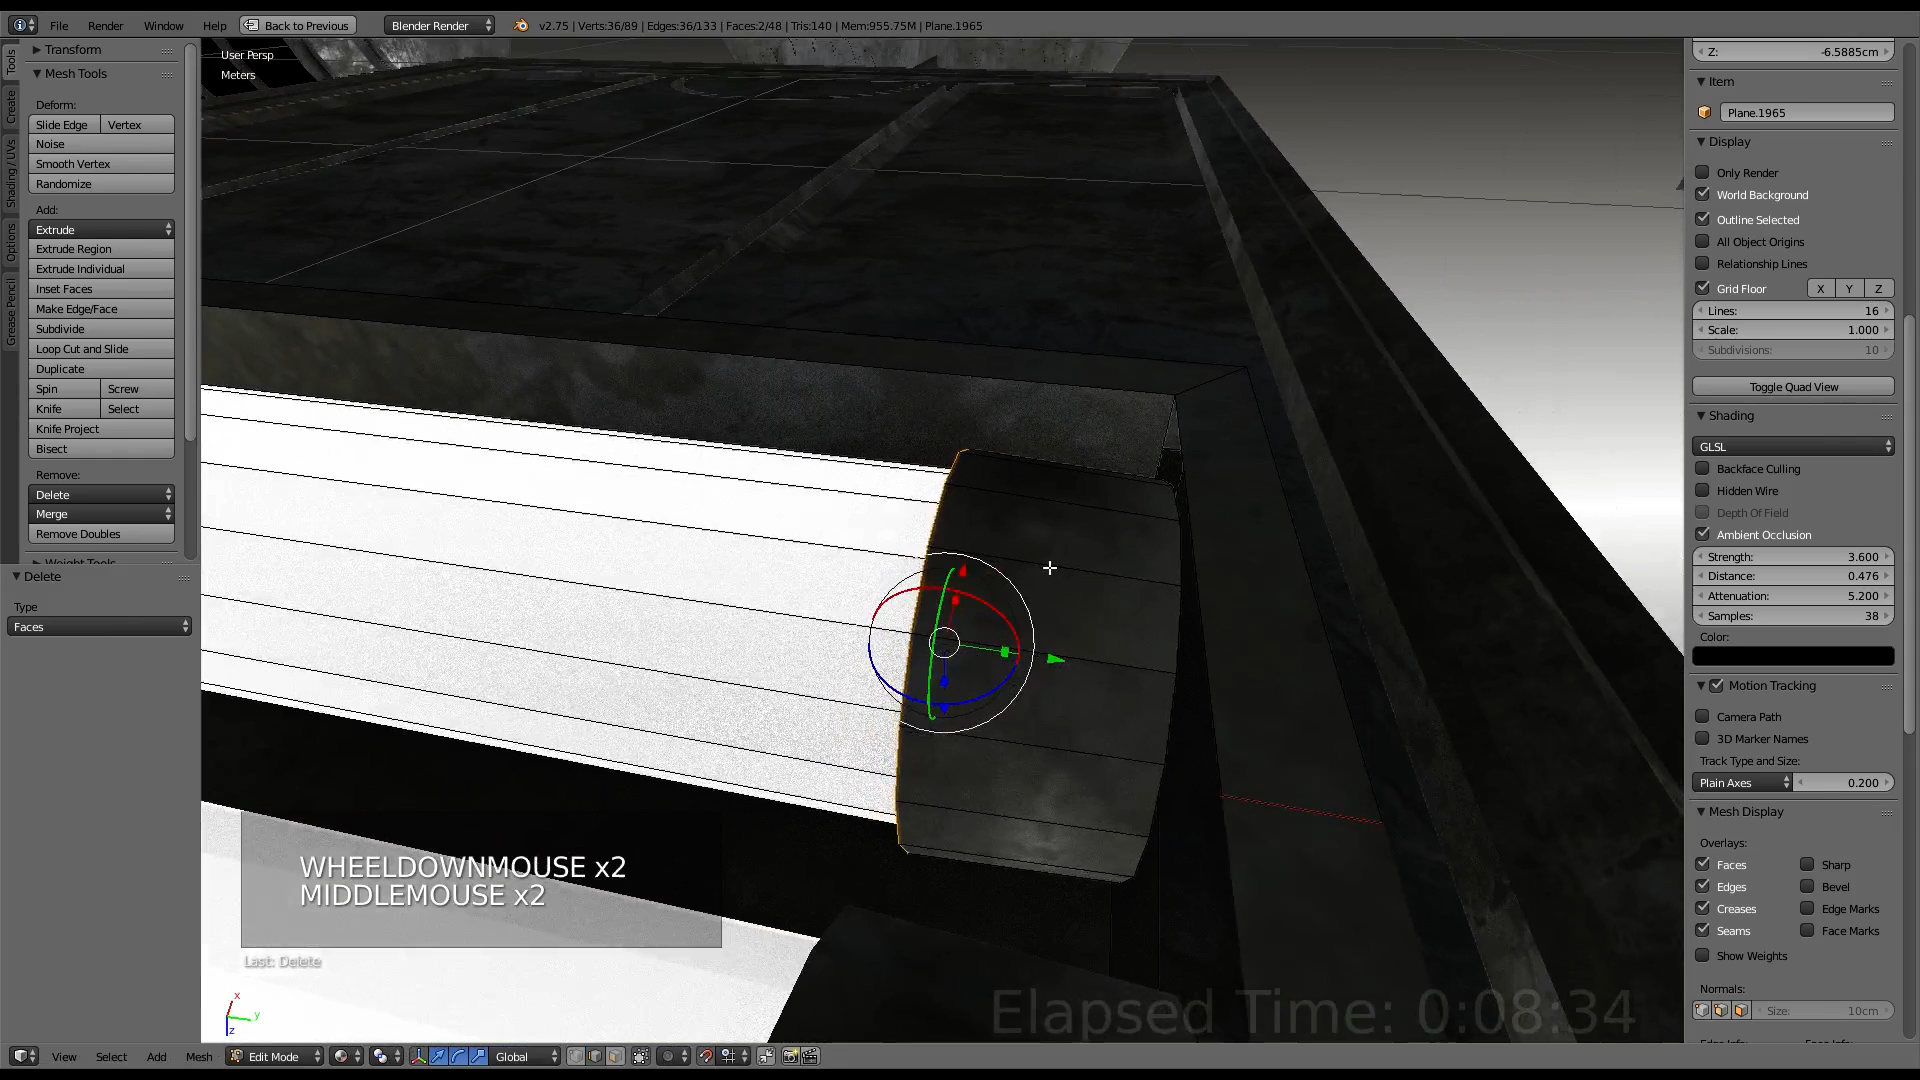 File
Render
Window
Help
Back to Previous
Blender Render
v2.75 | Verts:36/89 | Edges:36/133 | Faces:2/48 | Tris:140 | Mem:955.75M | Plane.1965
Tools
Create
Shading / UVs
Options
Grease Pencil
Transform
Mesh Tools
Deform:
Slide Edge
Vertex
Noise
Smooth Vertex
Randomize
Add:
Extrude
Extrude Region
Extrude Individual
Inset Faces
Make Edge/Face
Subdivide
Loop Cut and Slide
Duplicate
Spin
Screw
Knife
Select
Knife Project
Bisect
Remove:
Delete
Merge
Remove Doubles
Weight Tools
Delete
Type
Faces
User Persp
Meters
WHEELDOWNMOUSE x2
MIDDLEMOUSE x2
Last: Delete
x
y
z
Elapsed Time: 0:08:34
Z: -6.5885cm
Item
Plane.1965
Display
Only Render
World Background
Outline Selected
All Object Origins
Relationship Lines
Grid Floor X Y Z
Lines: 16
Scale: 1.000
Subdivisions: 10
Toggle Quad View
Shading
GLSL
Backface Culling
Hidden Wire
Depth Of Field
Ambient Occlusion
Strength: 3.600
Distance: 0.476
Attenuation: 5.200
Samples: 38
Color:
Motion Tracking
Camera Path
3D Marker Names
Track Type and Size:
Plain Axes 0.200
Mesh Display
Overlays:
Faces Sharp
Edges Bevel
Creases Edge Marks
Seams Face Marks
Show Weights
Normals:
Size: 10cm
View
Select
Add
Mesh
Edit Mode
Global